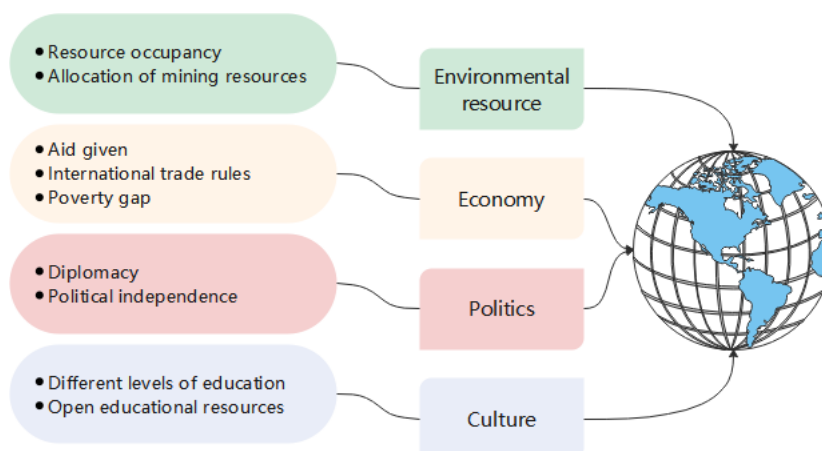 • Resource occupancy
• Allocation of mining resources
Environmental
resource
• Aid given
• International trade rules
• Poverty gap
Economy
• Diplomacy
• Political independence
Politics
• Different levels of education
• Open educational resources
Culture